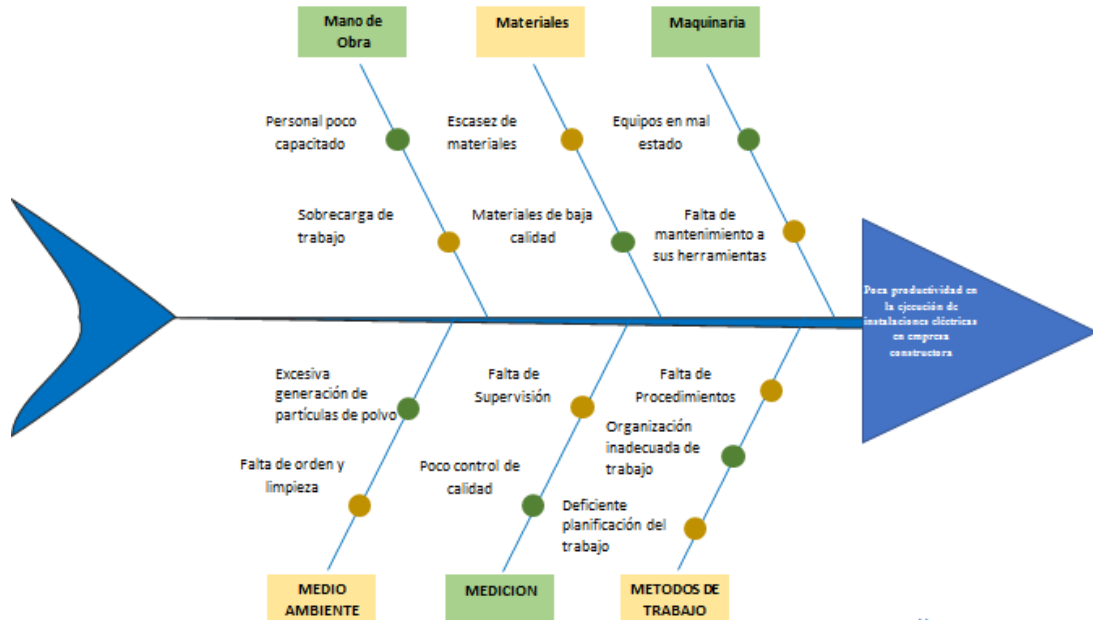 Mano de
Obra
Materiales
Maquinaria
Personal poco
capacitado
Escasez de
materiales
Equipos en mal
estado
Sobrecarga de
trabajo
Materiales de baja
calidad
Falta de
mantenimiento a
sus herramientas
Poca productividad en
la ejecución de
instalaciones eléctricas
en empresa
constructora
Excesiva
generación de
partículas de polvo
Falta de
Supervisión
Falta de
Procedimientos
Organización
inadecuada de
trabajo
Falta de orden y
limpieza
Poco control de
calidad
Deficiente
planificación del
trabajo
MEDIO
AMBIENTE
MEDICION
METODOS DE
TRABAJO